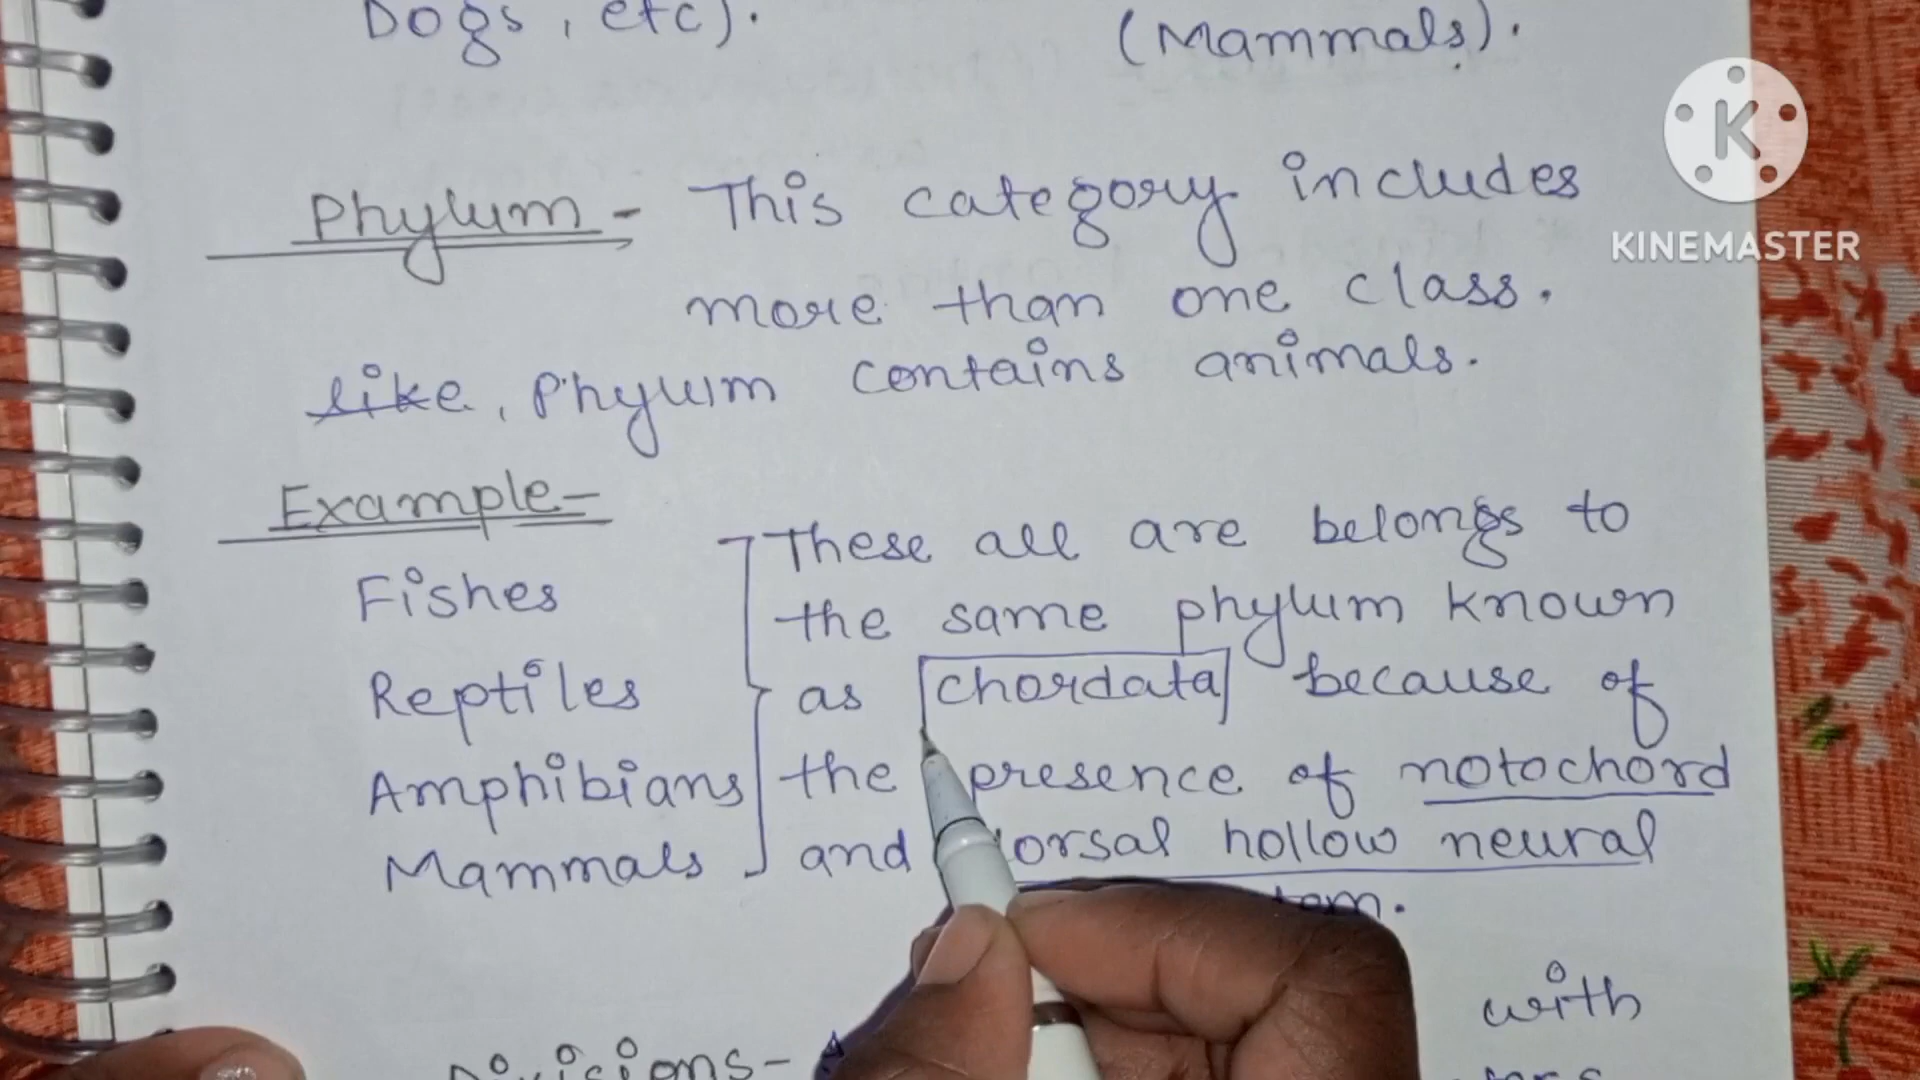 Dogs, etc).
(Mammals).
K
KINEMASTER
Phylum - This category includes
more than one class.
like, Phylum contains animals.
Example-
Fishes
Reptiles
Amphibians
Mammals
These all are belongs to
the same phylum known
as chordata because of
the presence of notochord
and dorsal hollow neural
with
Divisions-